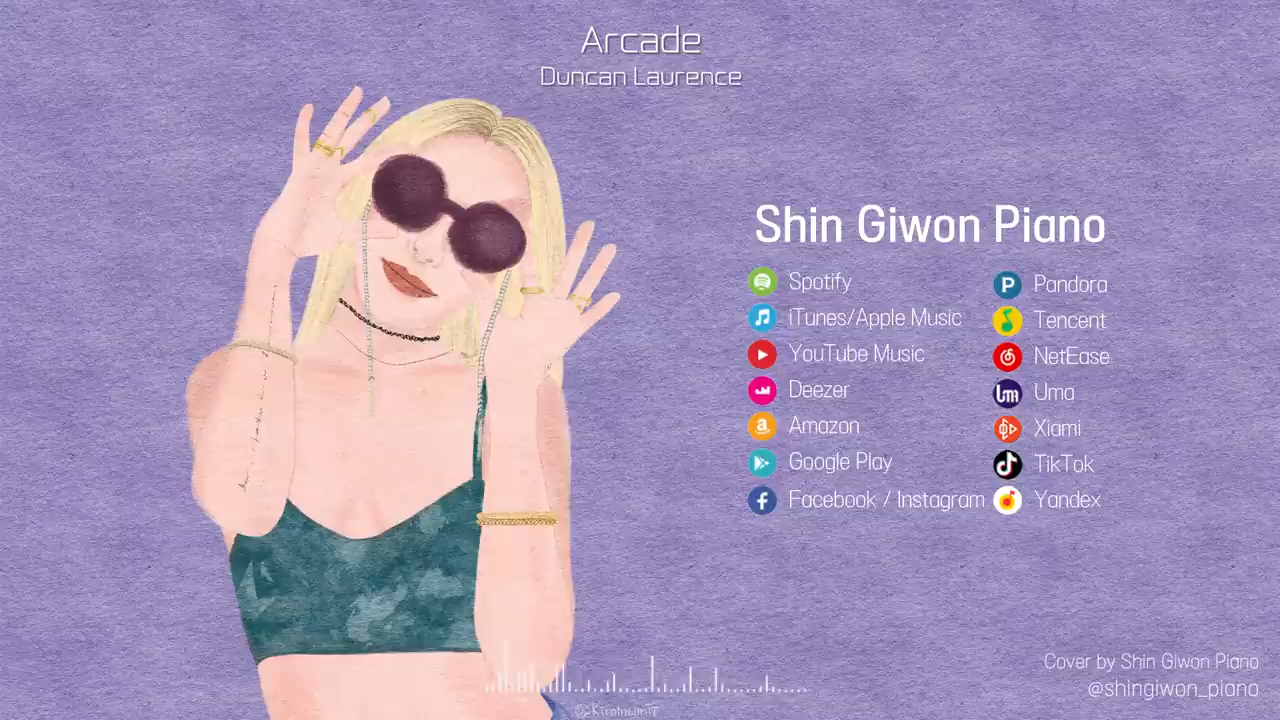 Arcade
Duncan Laurence
Shin Giwon Piano
Spotify
iTunes/Apple Music
YouTube Music
Deezer
Amazon
Google Play
Facebook / Instagram
Pandora
Tencent
NetEase
Uma
Xiami
TikTok
Yandex
Cover by Shin Giwon Piano
@shingiwon_piano